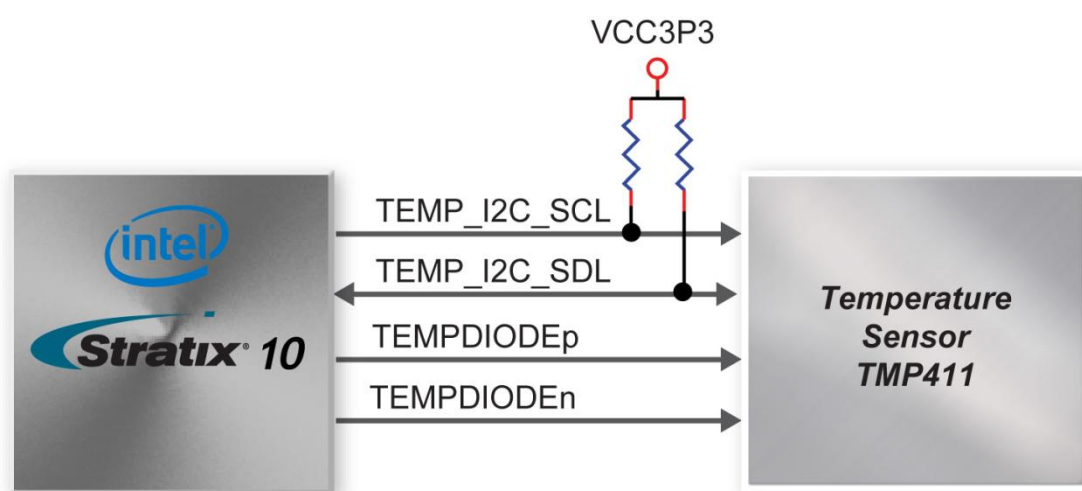 VCC3P3
TEMP_I2C_SCL
TEMP_I2C_SDL
TEMPDIODEp
TEMPDIODEn
intel®
Stratix® 10
Temperature
Sensor
TMP411